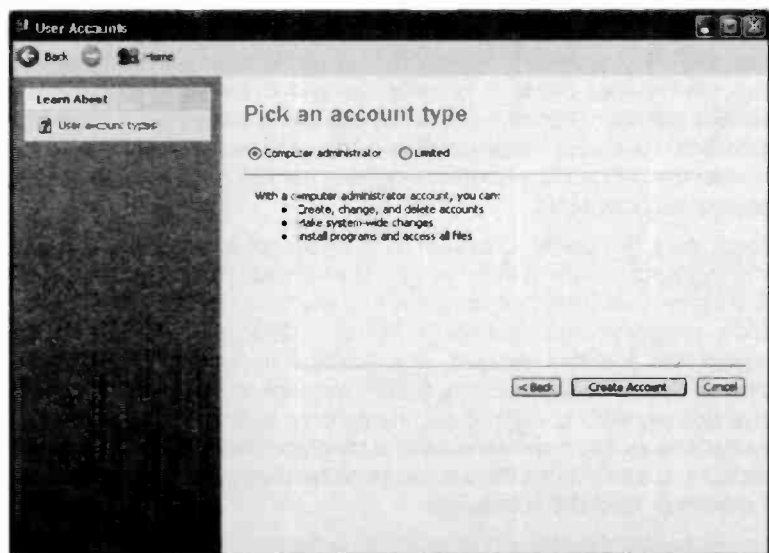 User Accounts
Back Home
Learn About
User account types
Pick an account type
Computer administrator Limited
With a computer administrator account, you can:
• Create, change, and delete accounts
• Make system-wide changes
• Install programs and access all files
< Back Create Account Cancel